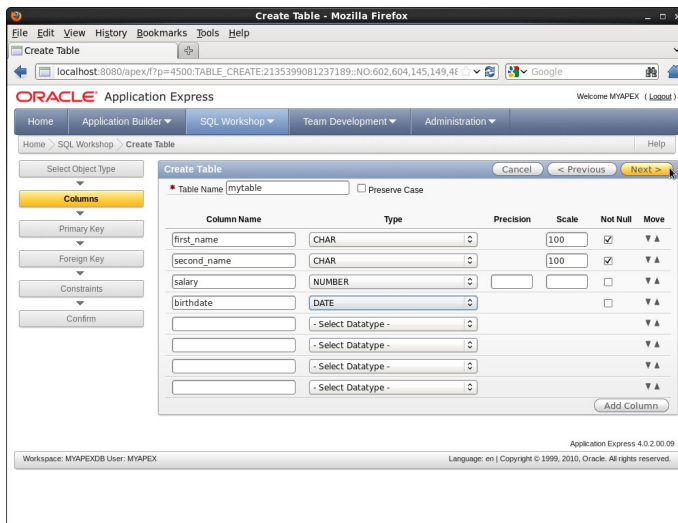 Create Table - Mozilla Firefox
File Edit View History Bookmarks Tools Help
Create Table
localhost:8080/apex/f?p=4500:TABLE_CREATE:2135399081237189::NO:602,604,145,149,48
Google
ORACLE Application Express
Welcome MYAPEX ( Logout )
Home Application Builder SQL Workshop Team Development Administration
Home > SQL Workshop > Create Table
Help
Select Object Type
Columns
Primary Key
Foreign Key
Constraints
Confirm
Create Table
Cancel < Previous Next >
* Table Name mytable Preserve Case
Column Name Type Precision Scale Not Null Move
first_name CHAR 100
second_name CHAR 100
salary NUMBER
birthdate DATE
- Select Datatype -
- Select Datatype -
- Select Datatype -
- Select Datatype -
Add Column
Application Express 4.0.2.00.09
Workspace: MYAPEXDB User: MYAPEX
Language: en | Copyright © 1999, 2010, Oracle. All rights reserved.